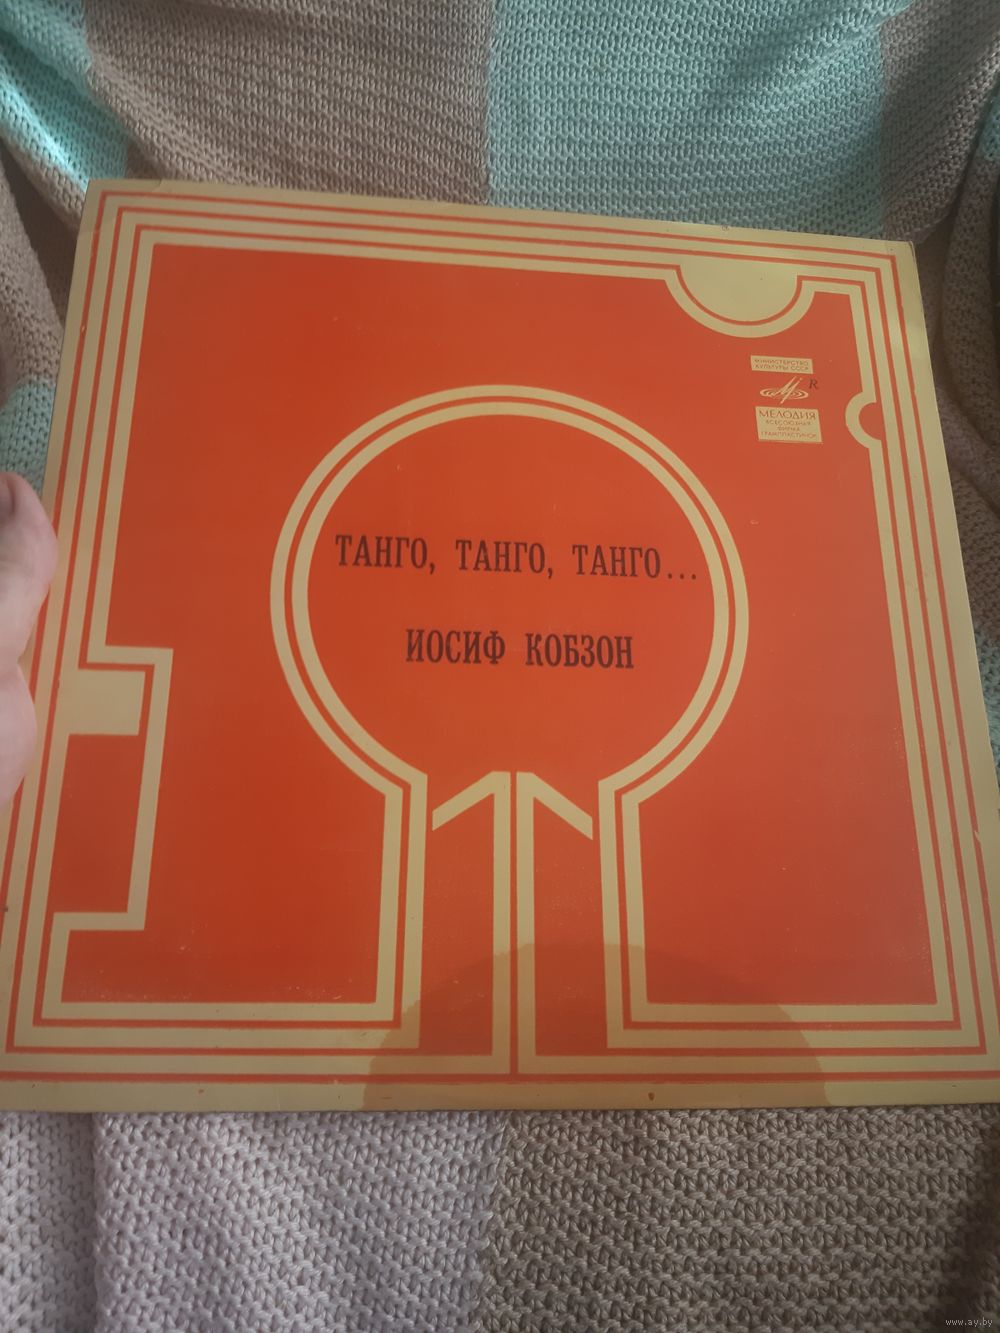 МИНИСТЕРСТВО
КУЛЬТУРЫ СССР
R
МЕЛОДИЯ
ВСЕСОЮЗНАЯ
ФИРМА
ГРАМПЛАСТИНОК
ТАНГО, ТАНГО, ТАНГО...
ИОСИФ КОБЗОН
www.ay.by